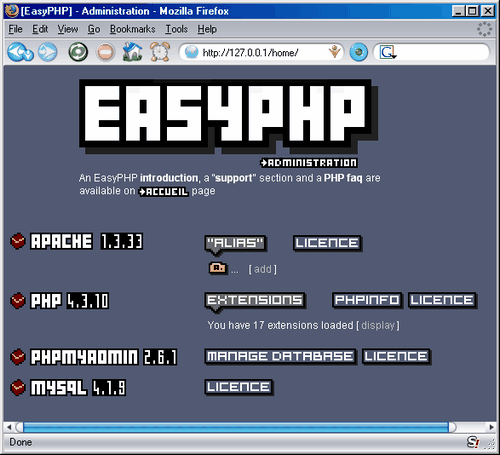 [EasyPHP] - Administration - Mozilla Firefox
File Edit View Go Bookmarks Tools Help
http://127.0.0.1/home/
G
EASYPHP
ADMINISTRATION
An EasyPHP introduction, a "support" section and a PHP faq are
available on ACCUEIL page
APACHE 1.3.33 "ALIAS" LICENCE
... [ add ]
PHP 4.3.10 EXTENSIONS PHPINFO LICENCE
You have 17 extensions loaded [ display ]
PHPMYADMIN 2.6.1 MANAGE DATABASE LICENCE
MYSQL 4.1.9 LICENCE
Done